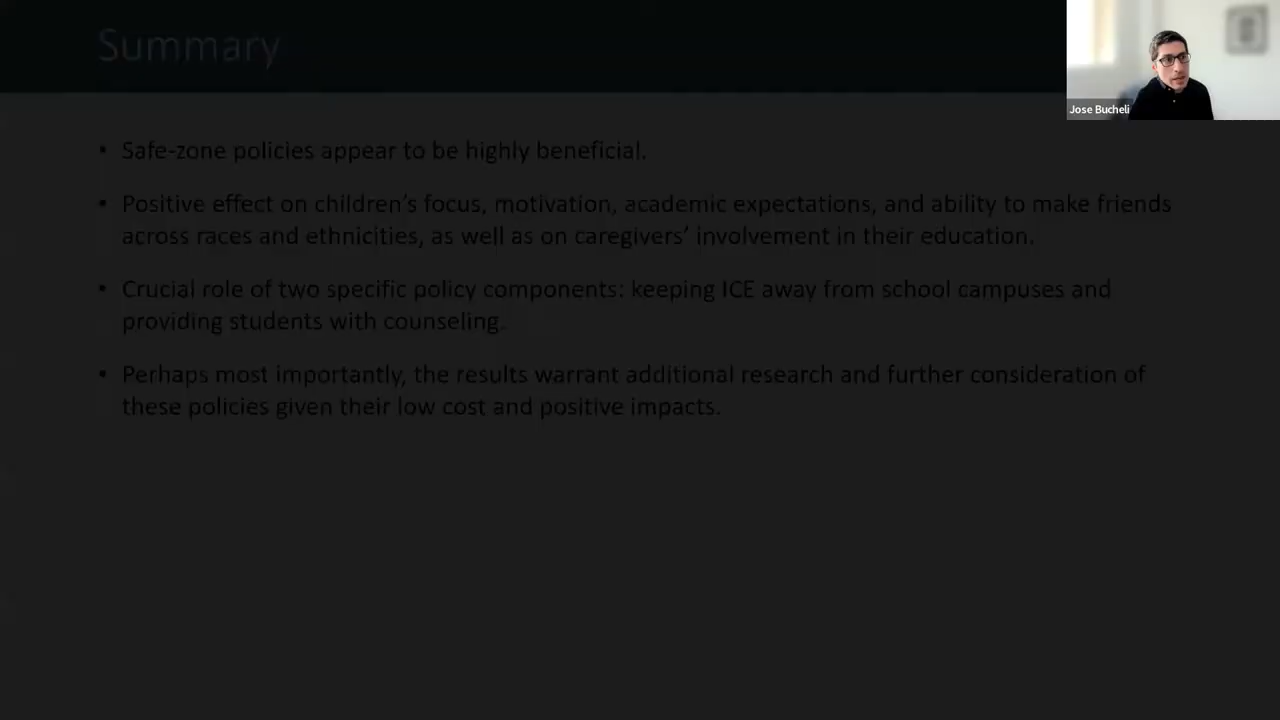 Summary
Jose Bucheli
• Safe-zone policies appear to be highly beneficial.
• Positive effect on children's focus, motivation, academic expectations, and ability to make friends
across races and ethnicities, as well as on caregivers' involvement in their education.
• Crucial role of two specific policy components: keeping ICE away from school campuses and
providing students with counseling.
• Perhaps most importantly, the results warrant additional research and further consideration of
these policies given their low cost and positive impacts.